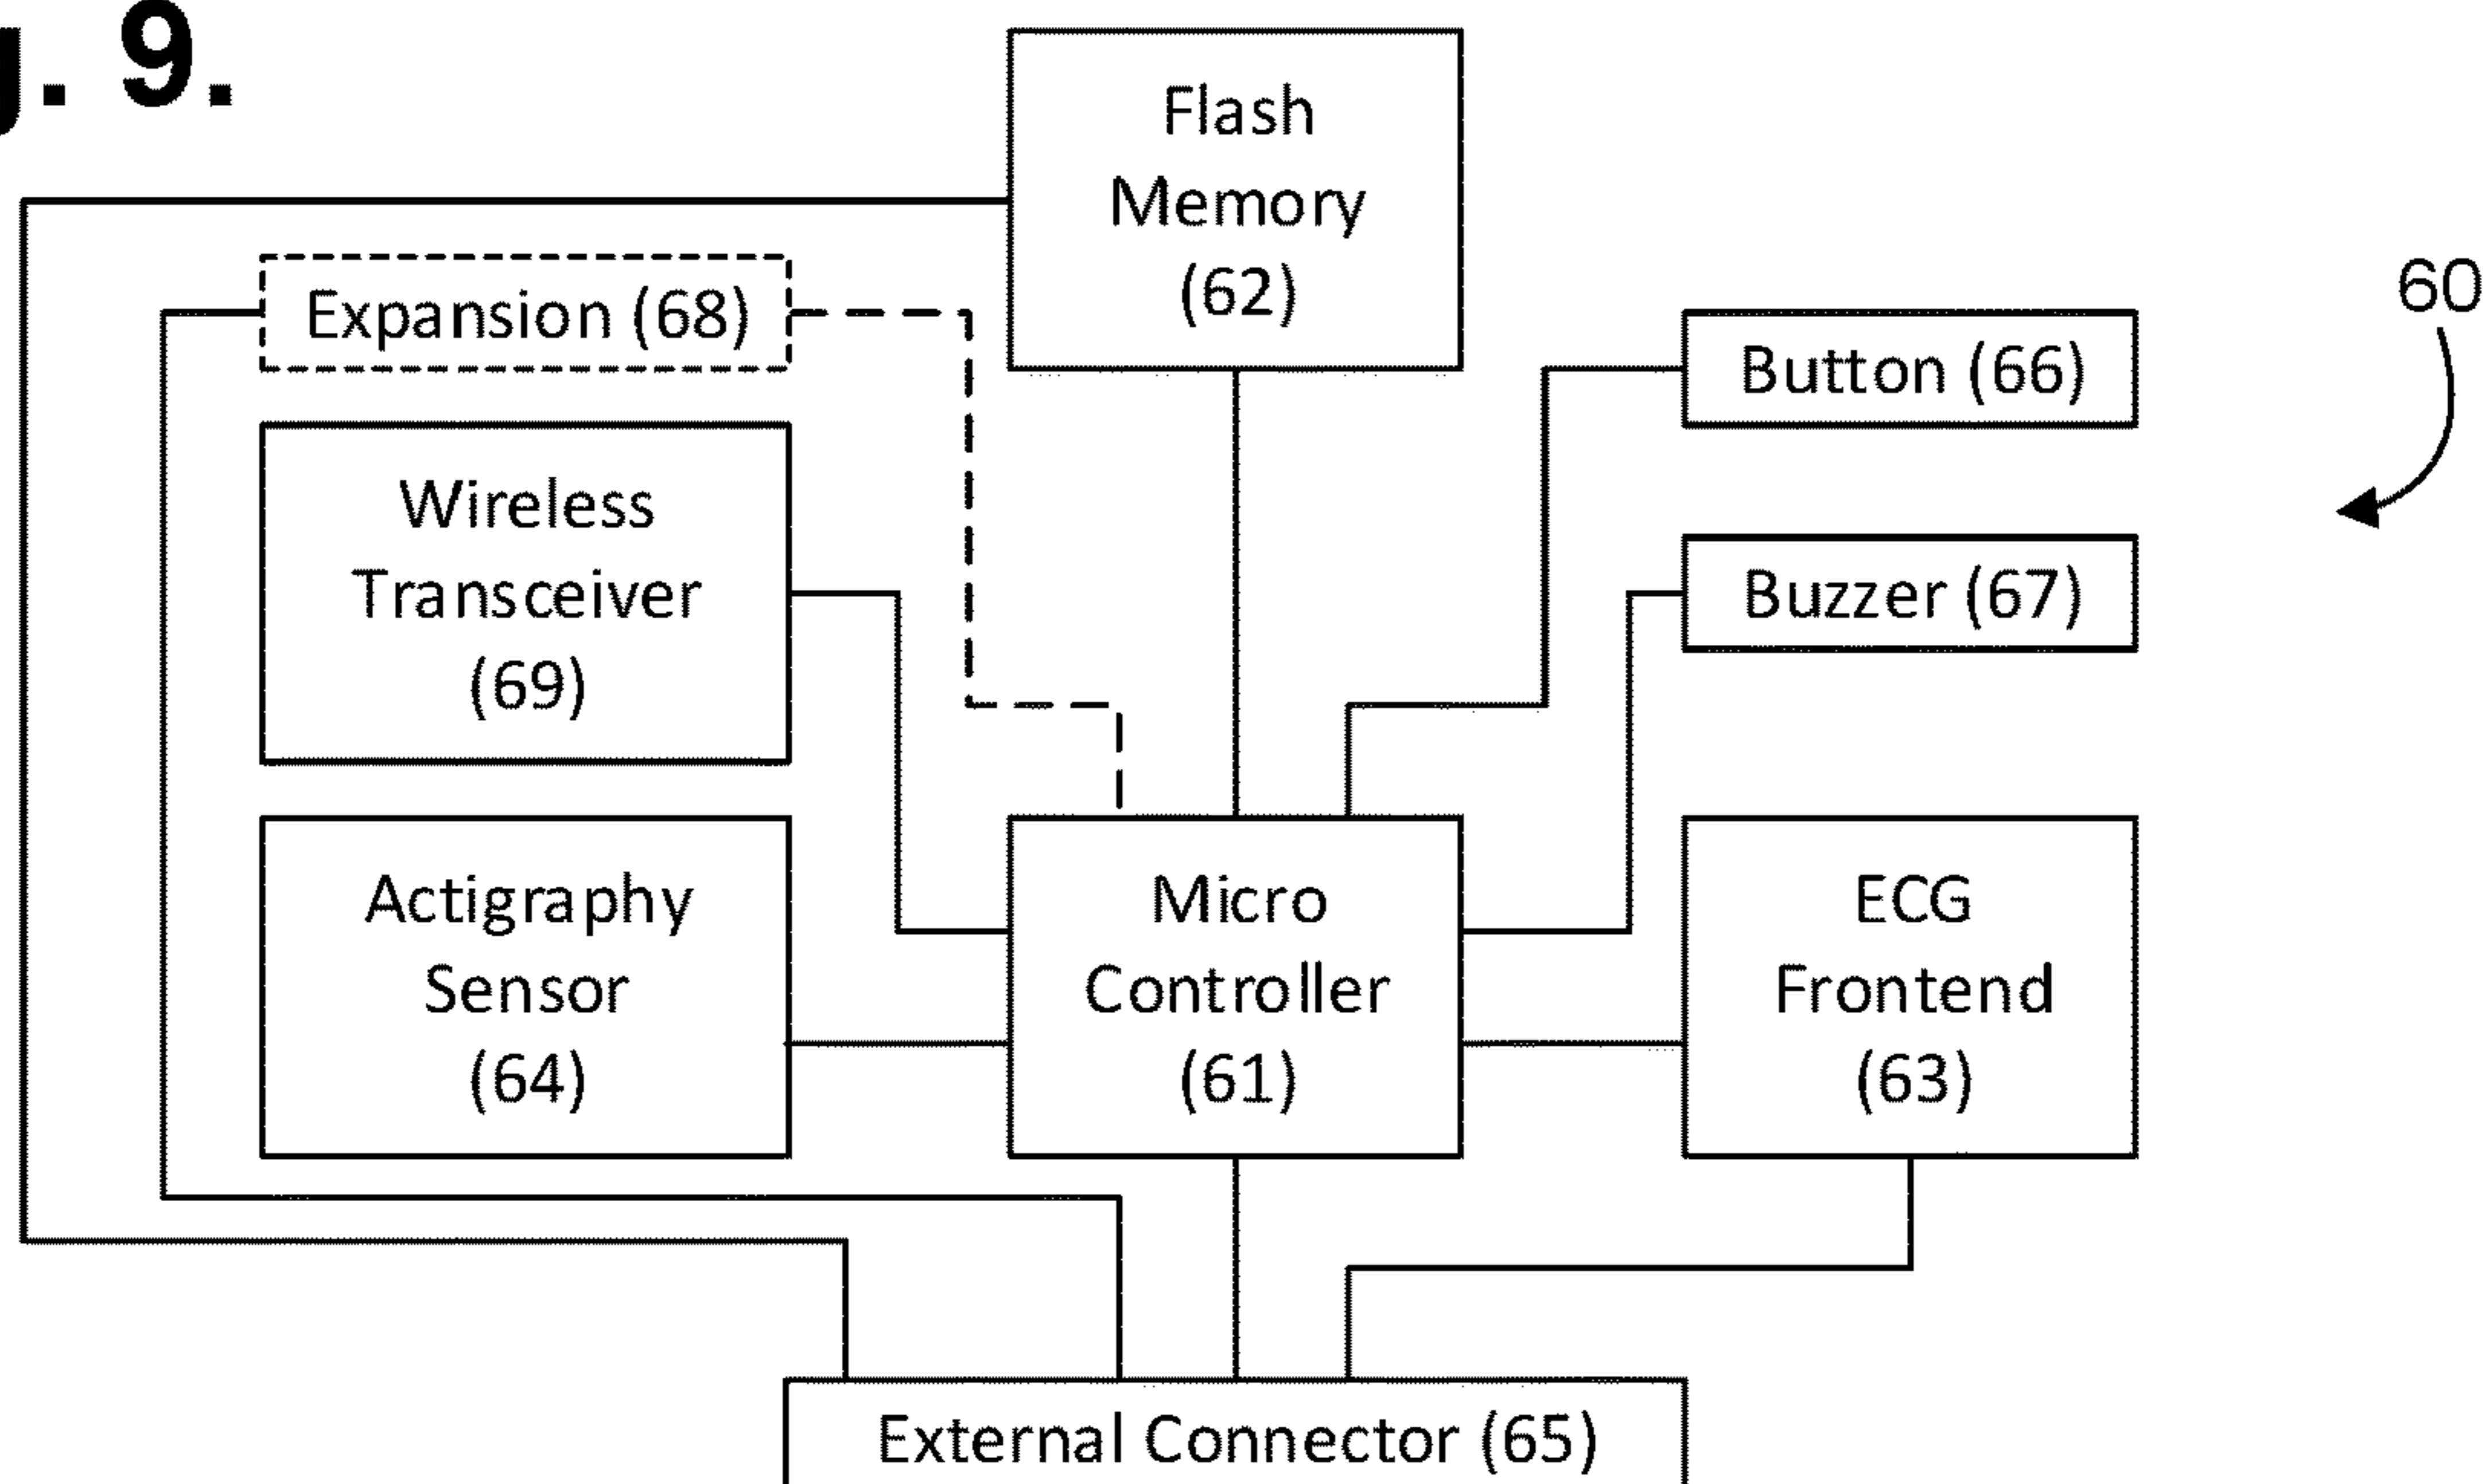 g. 9.
Flash
Memory
(62)
Expansion (68)
60
Button (66)
Wireless
Transceiver
(69)
Buzzer (67)
Actigraphy
Sensor
(64)
Micro
Controller
(61)
ECG
Frontend
(63)
External Connector (65)